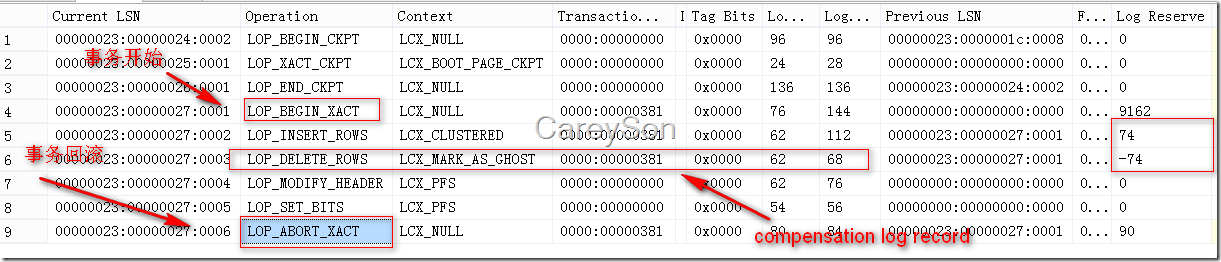 Current LSN Operation Context Transactio... I Tag Bits Lo... Log... Previous LSN F... Log Reserve
1 00000023:00000024:0002 LOP_BEGIN_CKPT LCX_NULL 0000:00000000 0x0000 96 96 00000023:0000001c:0008 0... 0
事务开始
2 00000023:00000025:0001 LOP_XACT_CKPT LCX_BOOT_PAGE_CKPT 0000:00000000 0x0000 24 28 00000000:00000000:0000 0... 0
3 00000023:00000026:0001 LOP_END_CKPT LCX_NULL 0000:00000000 0x0000 136 136 00000023:00000024:0002 0... 0
4 00000023:00000027:0001 LOP_BEGIN_XACT LCX_NULL 0000:00000381 0x0000 76 144 00000000:00000000:0000 0... 9162
CareySon
5 00000023:00000027:0002 LOP_INSERT_ROWS LCX_CLUSTERED 0000:00000381 0x0000 62 112 00000023:00000027:0001 0... 74
事务回滚
6 00000023:00000027:0003 LOP_DELETE_ROWS LCX_MARK_AS_GHOST 0000:00000381 0x0000 62 68 00000023:00000027:0001 0... -74
7 00000023:00000027:0004 LOP_MODIFY_HEADER LCX_PFS 0000:00000000 0x0000 62 76 00000000:00000000:0000 0... 0
8 00000023:00000027:0005 LOP_SET_BITS LCX_PFS 0000:00000000 0x0000 54 56 00000000:00000000:0000 0... 0
9 00000023:00000027:0006 LOP_ABORT_XACT LCX_NULL 0000:00000381 0x0000 80 84 00000023:00000027:0001 0... 90
compensation log record